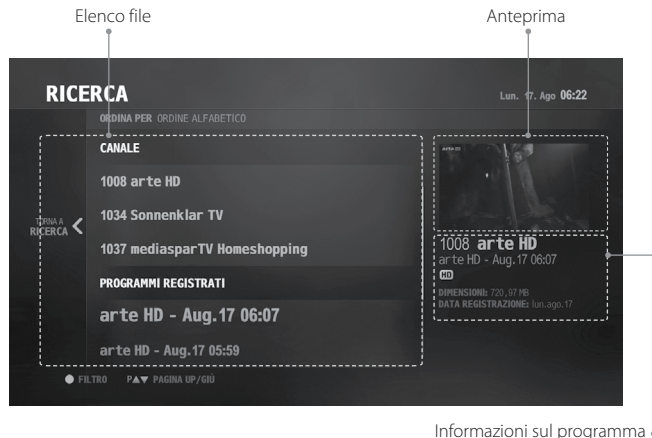 Elenco file
Anteprima
RICERCA
Lun. 17. Ago 06:22
ORDINA PER ORDINE ALFABETICO
CANALE
1008 arte HD
1034 Sonnenklar TV
TORNA A
RICERCA
1037 mediasparTV Homeshopping
PROGRAMMI REGISTRATI
arte HD - Aug.17 06:07
arte HD - Aug.17 05:59
FILTRO P▲▼ PAGINA UP/GIÙ
arte HD
1008 arte HD
arte HD - Aug.17 06:07
HD
DIMENSIONI: 720,97 MB
DATA REGISTRAZIONE: lun.ago.17
Informazioni sul programma